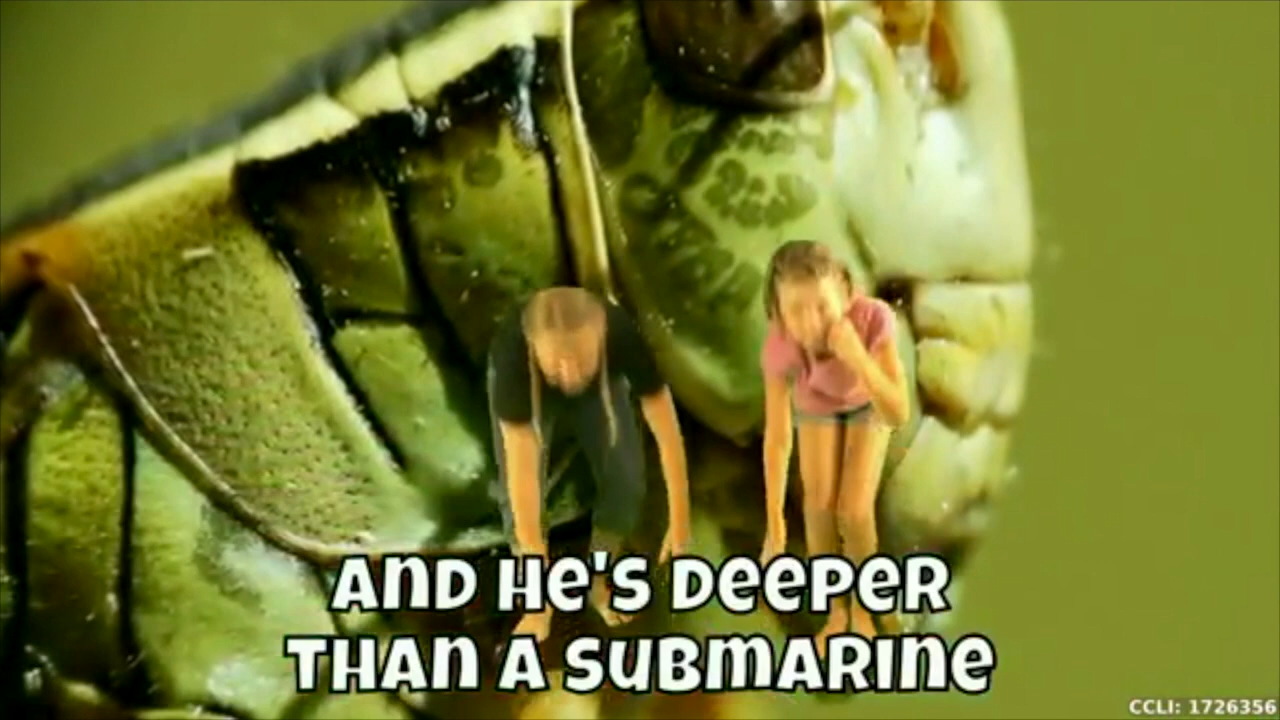 AND HE'S DEEPER
THAN A SUBMARINE
CCLI: 1726356